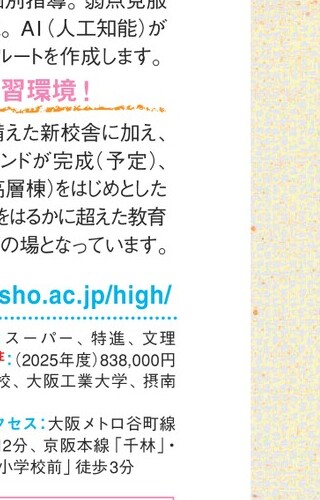 別指導。弱点克服
。AI（人工知能）が
ルートを作成します。
習環境！
備えた新校舎に加え、
ンドが完成（予定）、
高層棟）をはじめとした
をはるかに超えた教育
の場となっています。
sho.ac.jp/high/
スーパー、特進、文理
：（2025年度）838,000円
校、大阪工業大学、摂南
クセス：大阪メトロ谷町線
12分、京阪本線「千林」・
小学校前」徒歩3分